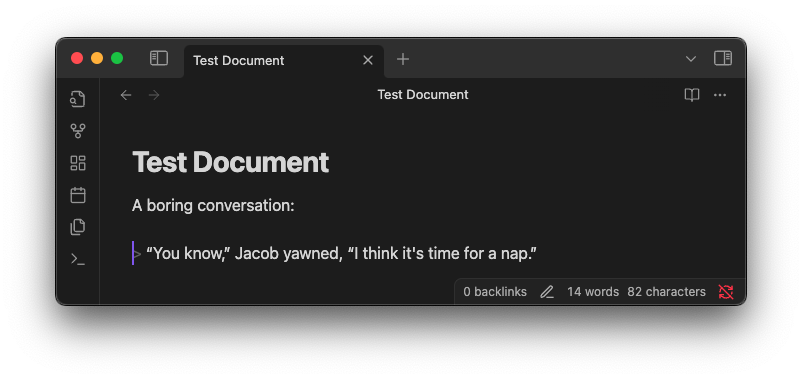 Test Document
Test Document
Test Document
A boring conversation:
> “You know,” Jacob yawned, “I think it's time for a nap.”
0 backlinks 14 words 82 characters